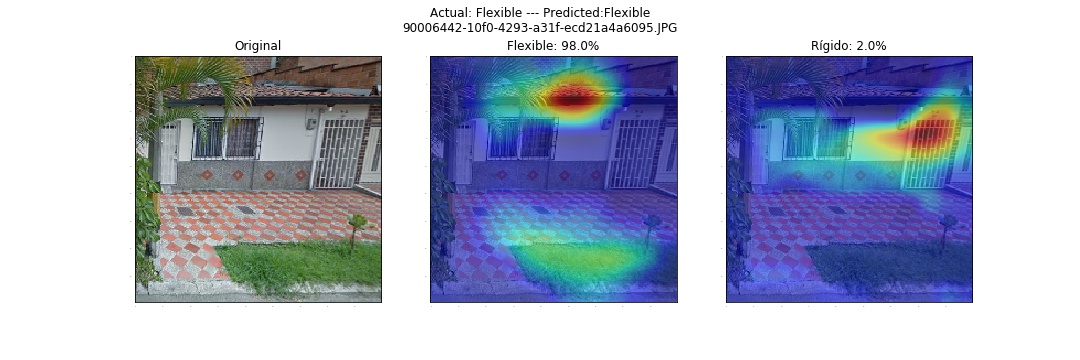 Actual: Flexible --- Predicted:Flexible
90006442-10f0-4293-a31f-ecd21a4a6095.JPG
Original
Flexible: 98.0%
Rígido: 2.0%